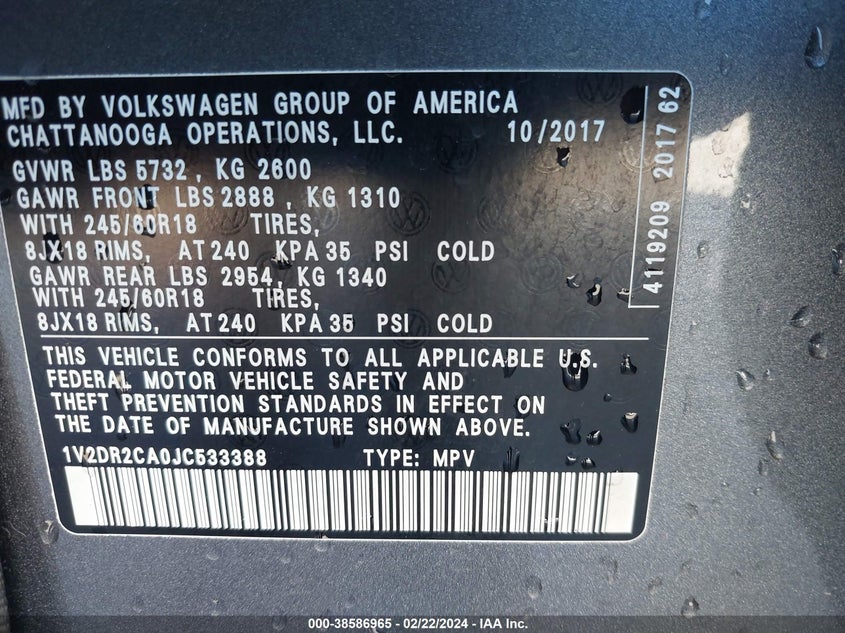 MFD BY VOLKSWAGEN GROUP OF AMERICA
CHATTANOOGA OPERATIONS, LLC. 10/2017
GVWR LBS 5732 , KG 2600
GAWR FRONT LBS 2888 , KG 1310
WITH 245/60R18 TIRES,
8JX18 RIMS, AT 240 KPA 35 PSI COLD
GAWR REAR LBS 2954, KG 1340
WITH 245/60R18 TIRES,
8JX18 RIMS, AT 240 KPA 35 PSI COLD
THIS VEHICLE CONFORMS TO ALL APPLICABLE U.S.
FEDERAL MOTOR VEHICLE SAFETY AND
THEFT PREVENTION STANDARDS IN EFFECT ON
THE DATE OF MANUFACTURE SHOWN ABOVE.
1V2DR2CA0JC533388 TYPE: MPV
4119209 2017 62
000-38586965 - 02/22/2024 - IAA Inc.